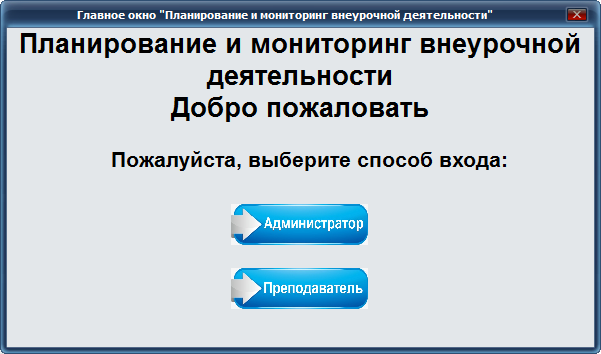 Главное окно "Планирование и мониторинг внеурочной деятельности"
Планирование и мониторинг внеурочной
деятельности
Добро пожаловать
Пожалуйста, выберите способ входа:
Администратор
Преподаватель